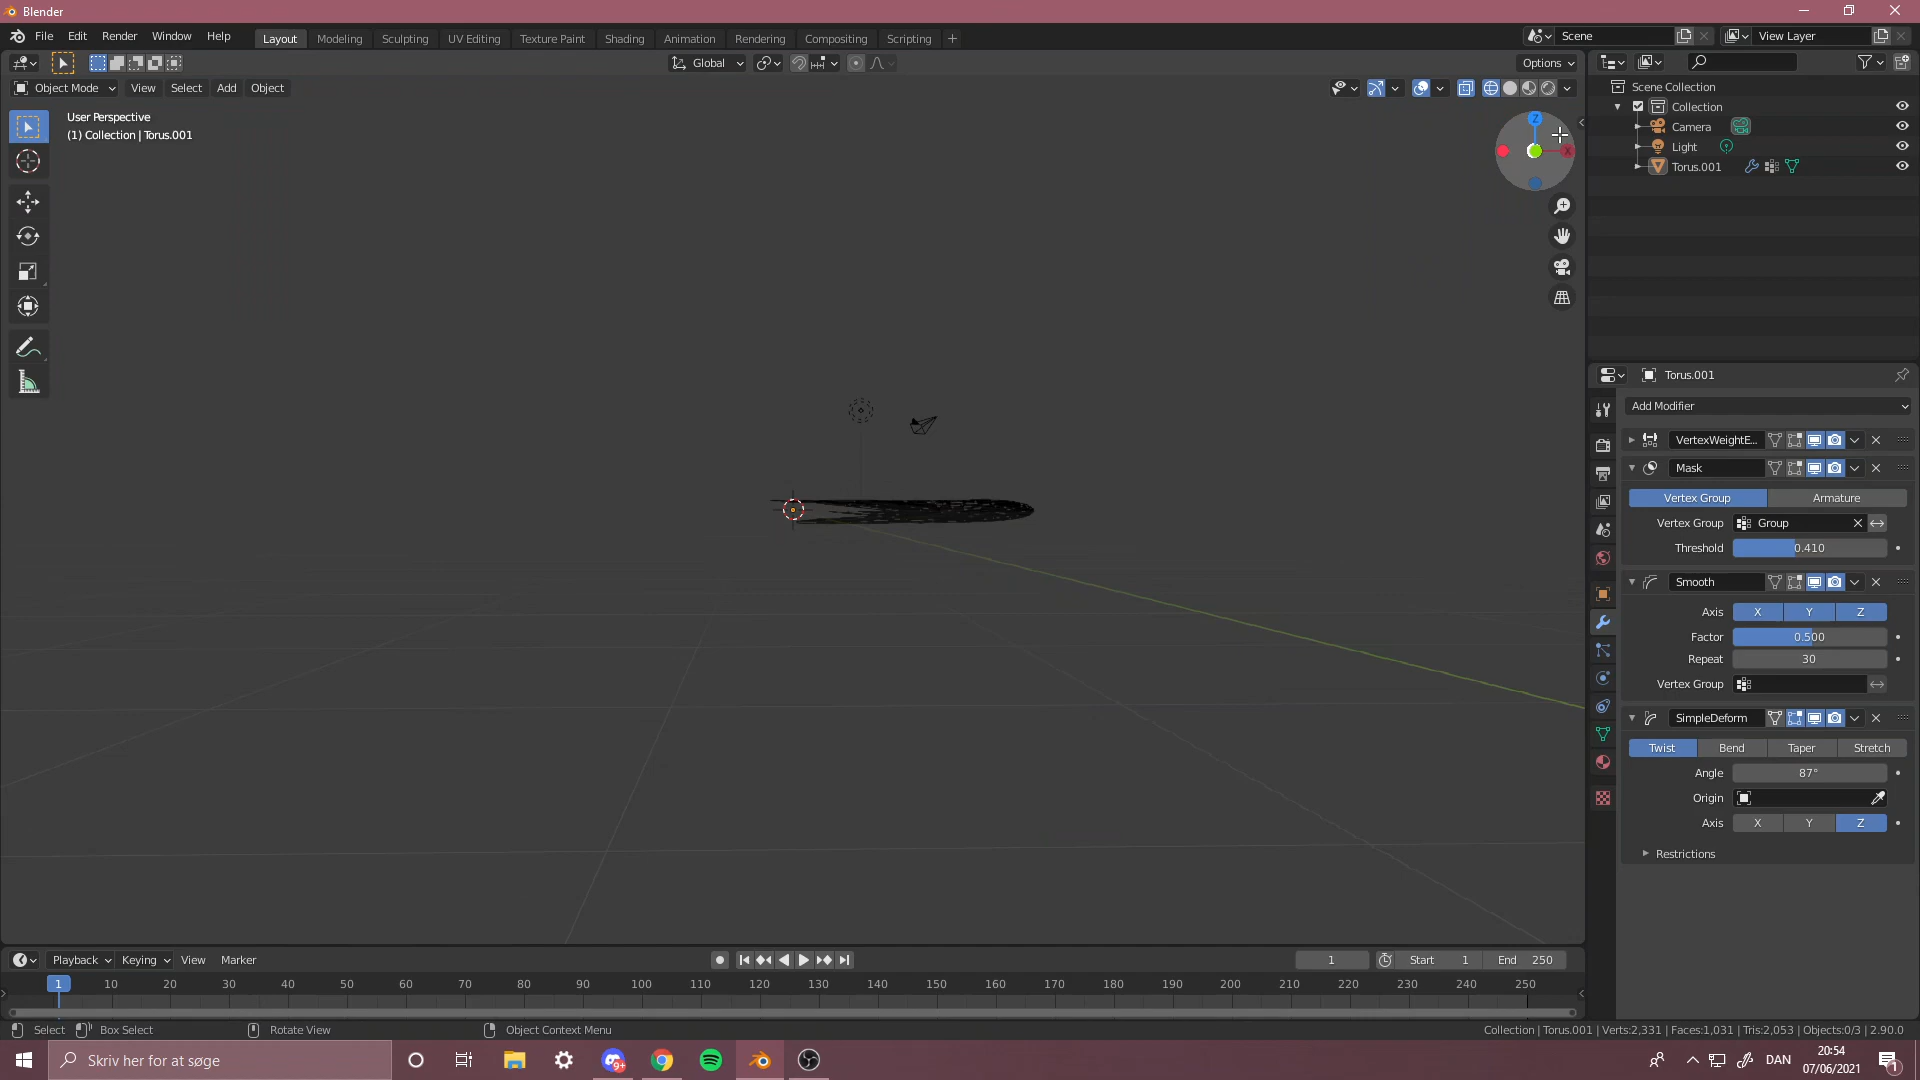 Blender
File Edit Render Window Help Layout Modeling Sculpting UV Editing Texture Paint Shading Animation Rendering Compositing Scripting + Scene View Layer
Global Options
Object Mode View Select Add Object
User Perspective
(1) Collection | Torus.001
Z
X
Scene Collection
Collection
Camera
Light
Torus.001
Torus.001
Add Modifier
VertexWeightE...
Mask
Vertex Group Armature
Vertex Group Group
Threshold 0.410
Smooth
Axis X Y Z
Factor 0.500
Repeat 30
Vertex Group
SimpleDeform
Twist Bend Taper Stretch
Angle 87°
Origin
Axis X Y Z
Restrictions
Playback Keying View Marker 1 Start 1 End 250
1 10 20 30 40 50 60 70 80 90 100 110 120 130 140 150 160 170 180 190 200 210 220 230 240 250
Select Box Select Rotate View Object Context Menu Collection | Torus.001 | Verts:2,331 | Faces:1,031 | Tris:2,053 | Objects:0/3 | 2.90.0
Skriv her for at søge 9+ DAN 20:54
07/06/2021 1